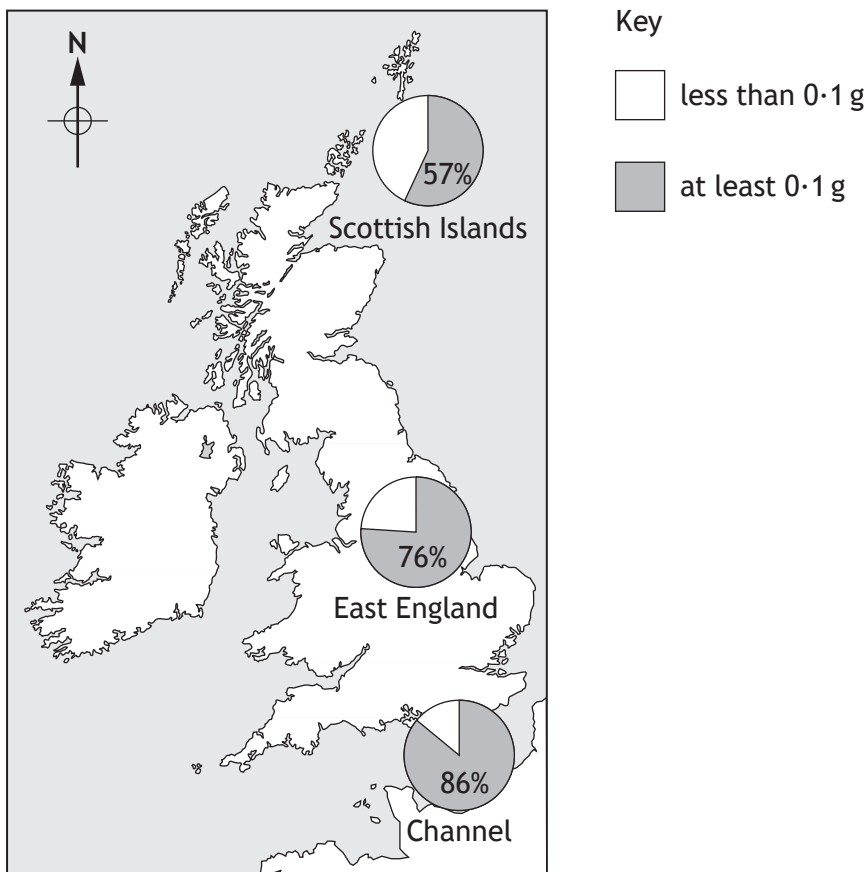 Key
N
less than 0·1 g
at least 0·1 g
57%
Scottish Islands
76%
East England
86%
Channel